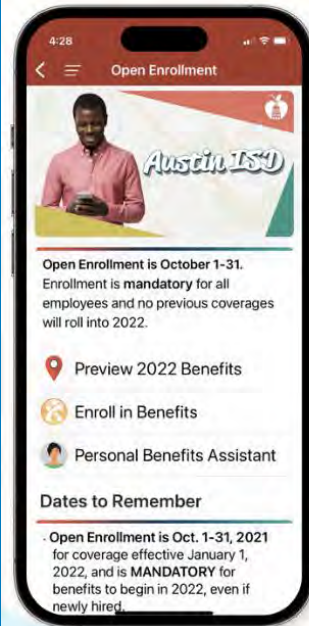 4:28
Open Enrollment
Austin ISD
Open Enrollment is October 1-31.
Enrollment is mandatory for all
employees and no previous coverages
will roll into 2022.
Preview 2022 Benefits
Enroll in Benefits
Personal Benefits Assistant
Dates to Remember
· Open Enrollment is Oct. 1-31, 2021
for coverage effective January 1,
2022, and is MANDATORY for
benefits to begin in 2022, even if
newly hired.